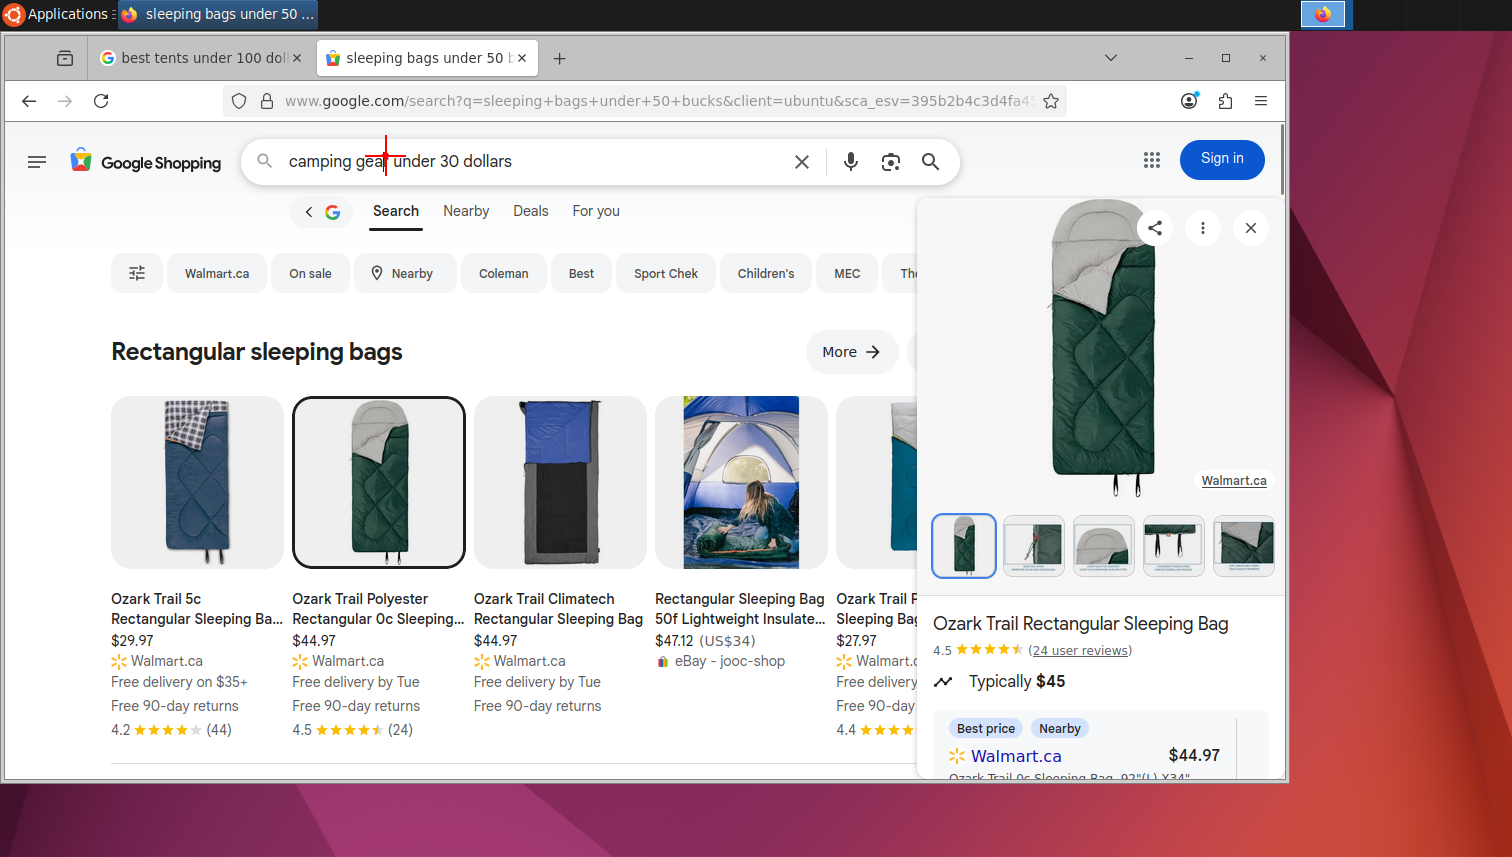 Applications
sleeping bags under 50 ...
best tents under 100 doll
sleeping bags under 50 b
www.google.com/search?q=sleeping+bags+under+50+bucks&client=ubuntu&sca_esv=395b2b4c3d4fa4
Google Shopping
camping gear under 30 dollars
Sign in
Search
Nearby
Deals
For you
Walmart.ca
On sale
Nearby
Coleman
Best
Sport Chek
Children's
MEC
Rectangular sleeping bags
More
Ozark Trail 5c
Rectangular Sleeping Ba...
$29.97
Walmart.ca
Free delivery on $35+
Free 90-day returns
4.2 (44)
Ozark Trail Polyester
Rectangular 0c Sleeping...
$44.97
Walmart.ca
Free delivery by Tue
Free 90-day returns
4.5 (24)
Ozark Trail Climatech
Rectangular Sleeping Bag
$44.97
Walmart.ca
Free delivery by Tue
Free 90-day returns
Rectangular Sleeping Bag
50f Lightweight Insulate...
$47.12 (US$34)
eBay - jooc-shop
Ozark Trail
Sleeping Bag
$27.97
Walmart.c
Free delivery
Free 90-day
4.4
Walmart.ca
Ozark Trail Rectangular Sleeping Bag
4.5 (24 user reviews)
Typically $45
Best price
Nearby
Walmart.ca
$44.97
Ozark Trail 0c Sleeping Bag, 92"(L) X34"